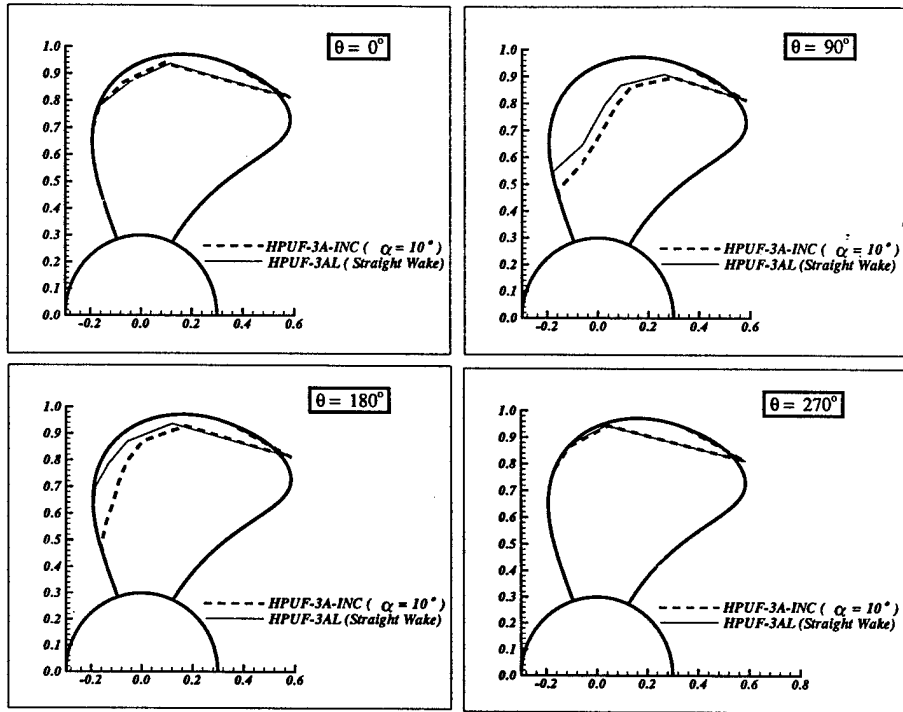 θ = 0°
1.0
0.9
0.8
0.7
0.6
0.5
0.4
0.3
0.2
0.1
0.0
-0.2 0.0 0.2 0.4 0.6
HPUF-3A-INC ( α = 10° )
HPUF-3AL (Straight Wake)
θ = 90°
1.0
0.9
0.8
0.7
0.6
0.5
0.4
0.3
0.2
0.1
0.0
-0.2 0.0 0.2 0.4 0.6
HPUF-3A-INC ( α = 10° )
HPUF-3AL (Straight Wake)
θ = 180°
1.0
0.9
0.8
0.7
0.6
0.5
0.4
0.3
0.2
0.1
0.0
-0.2 0.0 0.2 0.4 0.6
HPUF-3A-INC ( α = 10° )
HPUF-3AL (Straight Wake)
θ = 270°
1.0
0.9
0.8
0.7
0.6
0.5
0.4
0.3
0.2
0.1
0.0
-0.2 0.0 0.2 0.4 0.6 0.8
HPUF-3A-INC ( α = 10° )
HPUF-3AL (Straight Wake)